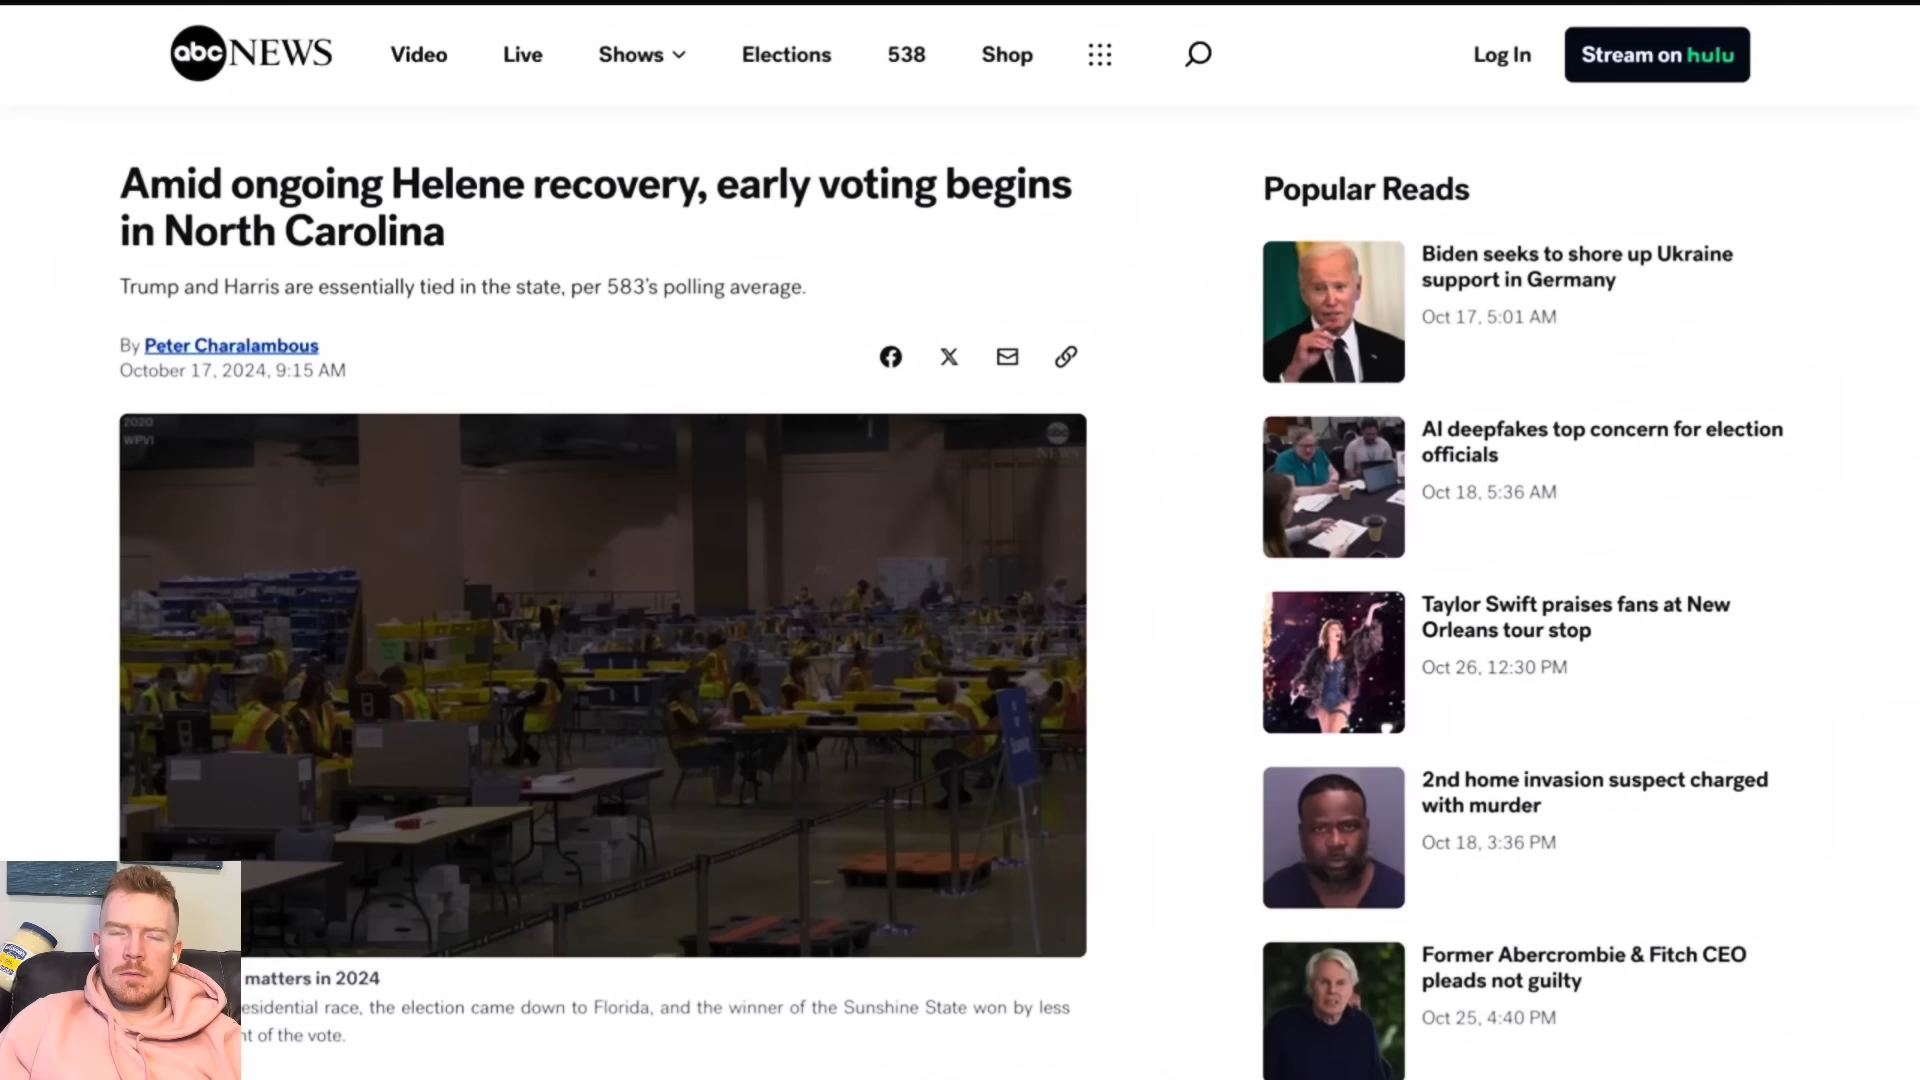 abc NEWS
Video
Live
Shows
Elections
538
Shop
Log In
Stream on hulu
Amid ongoing Helene recovery, early voting begins
in North Carolina
Trump and Harris are essentially tied in the state, per 583's polling average.
By Peter Charalambous
October 17, 2024, 9:15 AM
2020
WPVI
abc
NEWS
matters in 2024
esidential race, the election came down to Florida, and the winner of the Sunshine State won by less
nt of the vote.
Popular Reads
Biden seeks to shore up Ukraine
support in Germany
Oct 17, 5:01 AM
AI deepfakes top concern for election
officials
Oct 18, 5:36 AM
Taylor Swift praises fans at New
Orleans tour stop
Oct 26, 12:30 PM
2nd home invasion suspect charged
with murder
Oct 18, 3:36 PM
Former Abercrombie & Fitch CEO
pleads not guilty
Oct 25, 4:40 PM